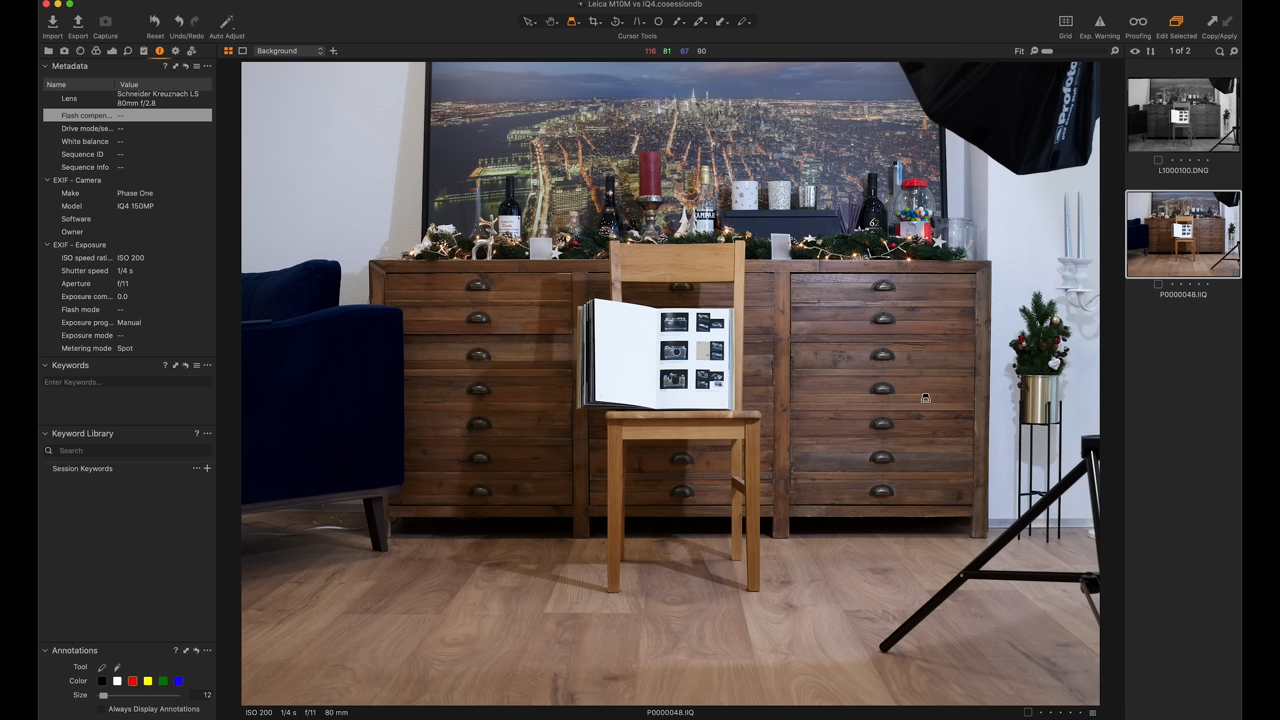 Leica M10M vs IQ4.cosessiondb
Import
Export
Reset
Undo/Redo
Auto Adjust
Cursor Tools
Grid
Exp. Warning
Proofing
Edit Selected
Copy/Apply
Background
116 81 67 90
Fit
1 of 2
Metadata
Name Value
Lens Schneider Kreuznach LS 80mm f/2.8
Flash compen... --
Drive mode/se... --
White balance --
Sequence ID --
Sequence Info --
EXIF - Camera
Make Phase One
Model IQ4 150MP
Software
Owner
EXIF - Exposure
ISO speed rati... ISO 200
Shutter speed 1/4 s
Aperture f/11
Exposure com... 0.0
Flash mode --
Exposure prog... Manual
Exposure mode --
Metering mode Spot
Keywords
Enter Keywords...
Keyword Library
Search
Session Keywords
Annotations
Tool
Color
Size 12
Always Display Annotations
Profoto
CAMPARI
62
L1000100.DNG
P0000048.IIQ
ISO 200 1/4 s f/11 80 mm
P0000048.IIQ